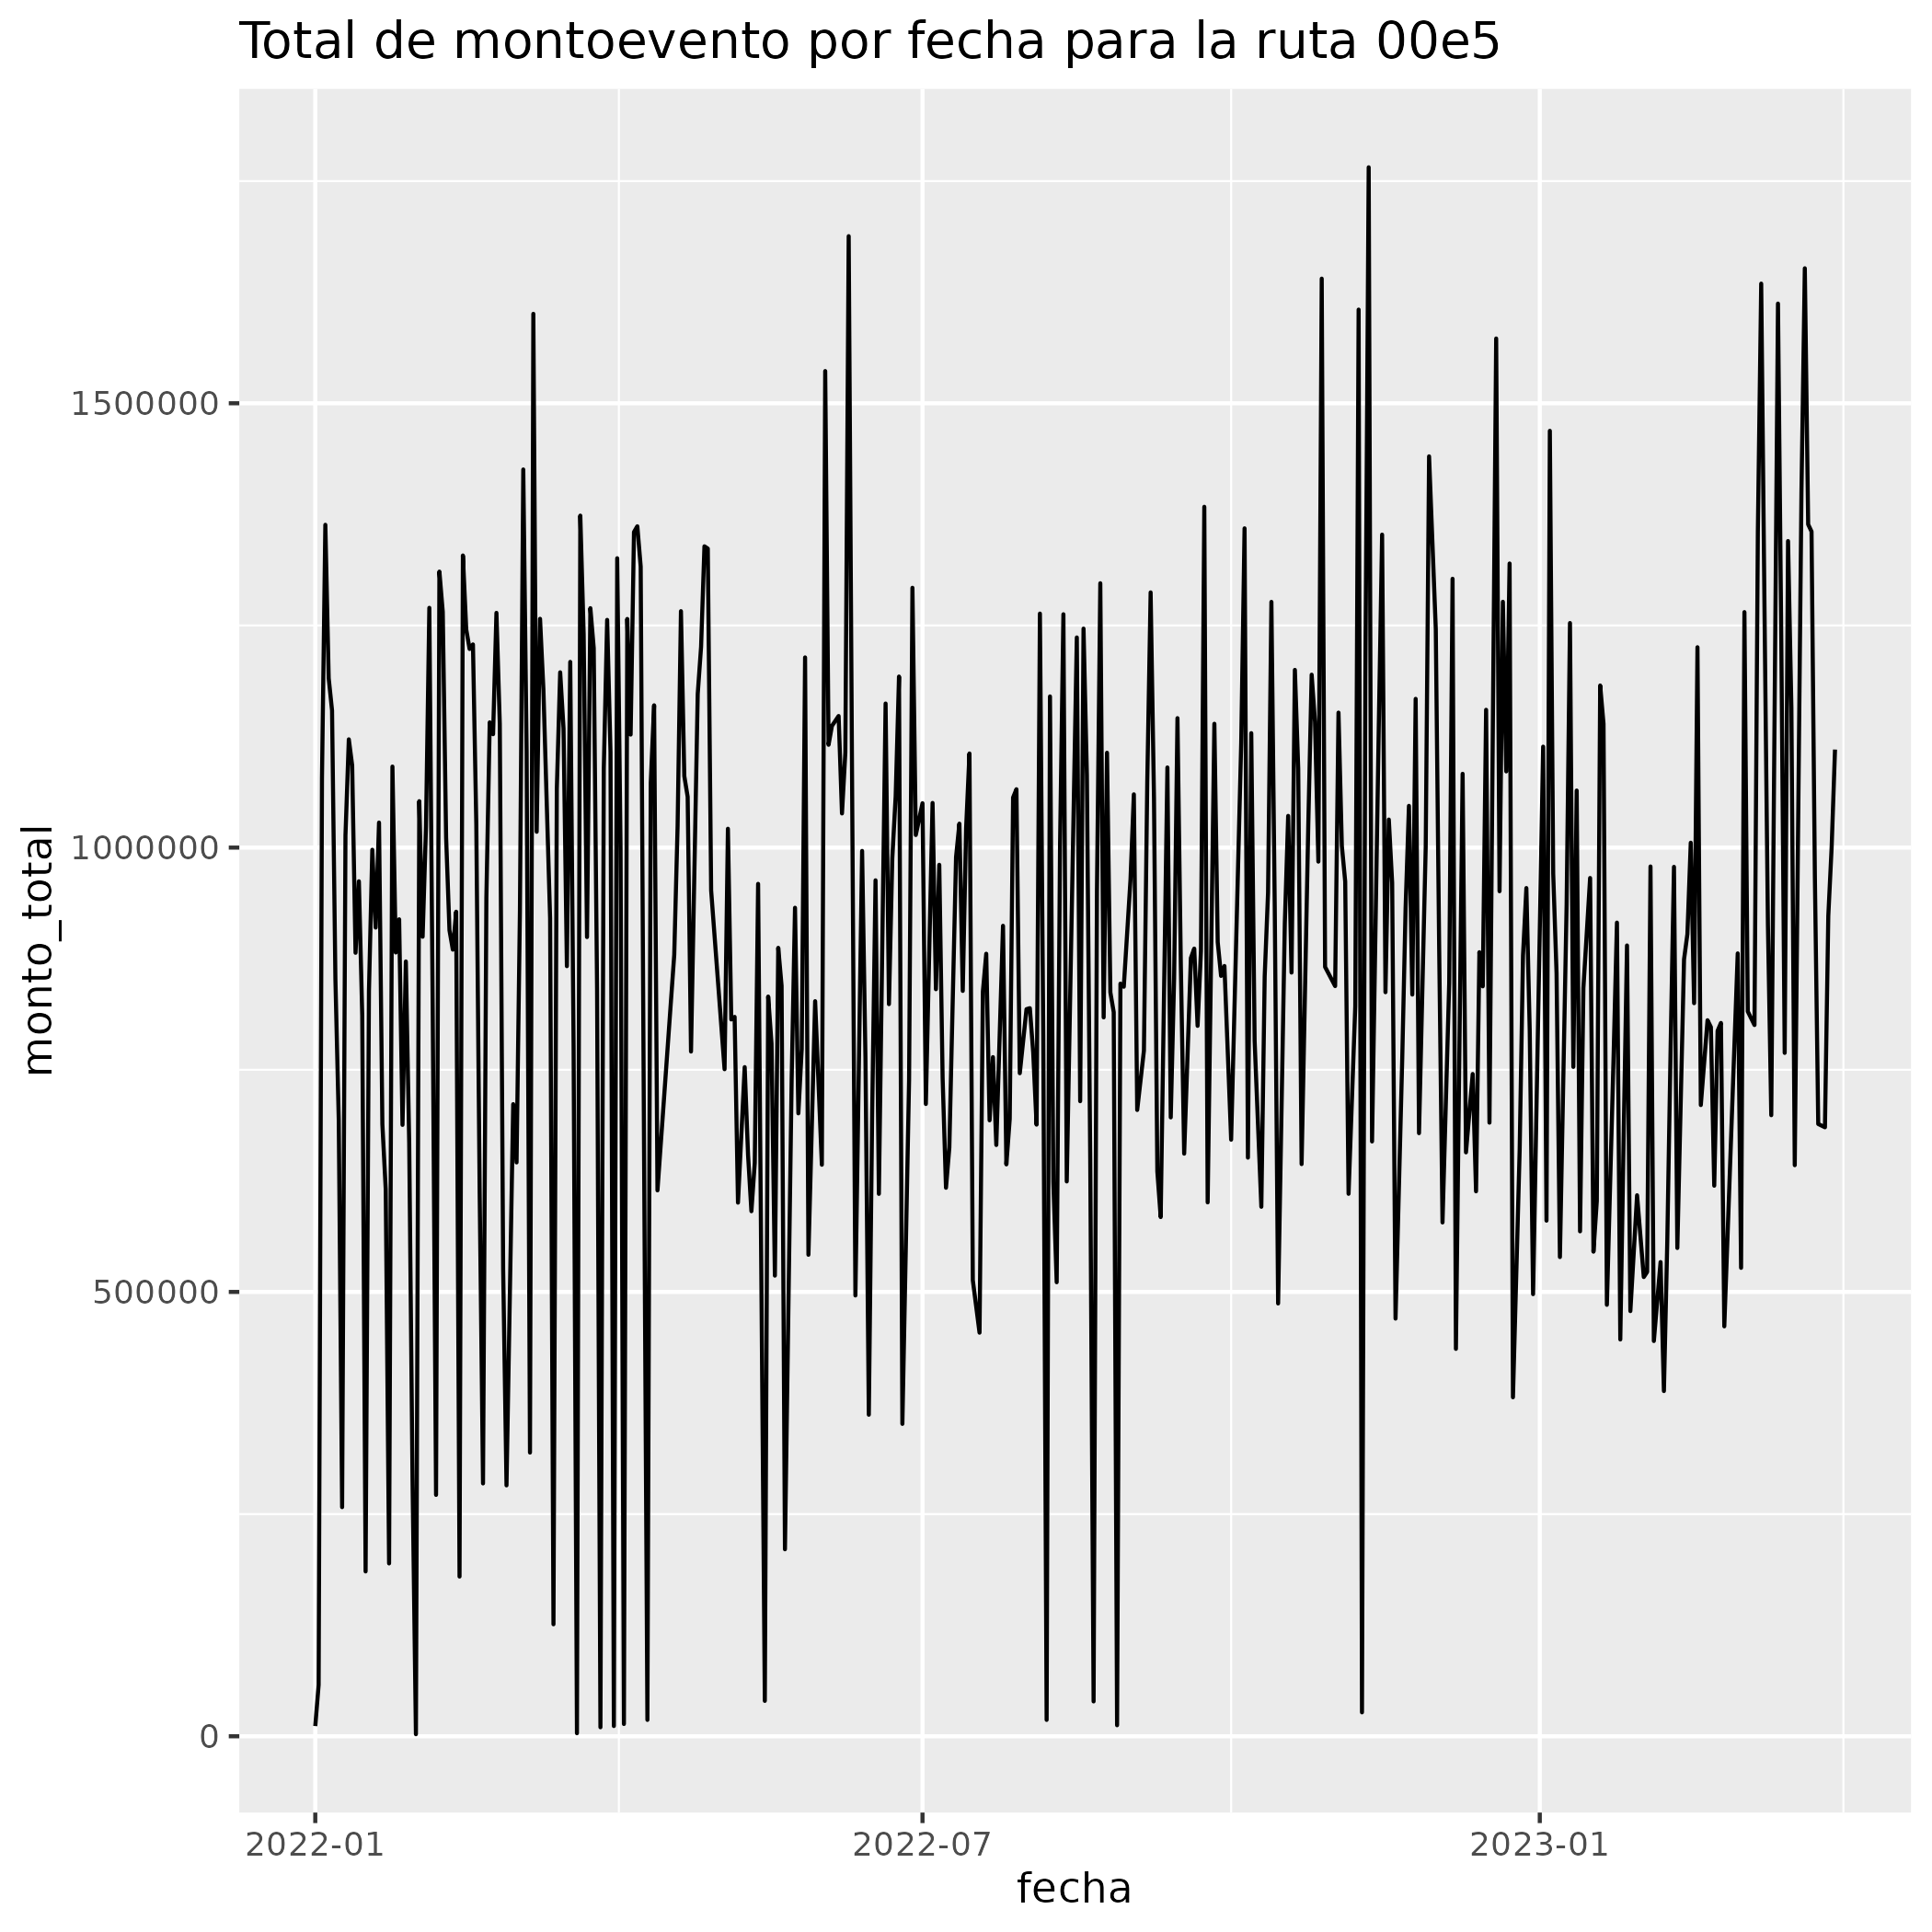 Total de montoevento por fecha para la ruta 00e5
monto_total
1500000
1000000
500000
0
2022-01
2022-07
2023-01
fecha